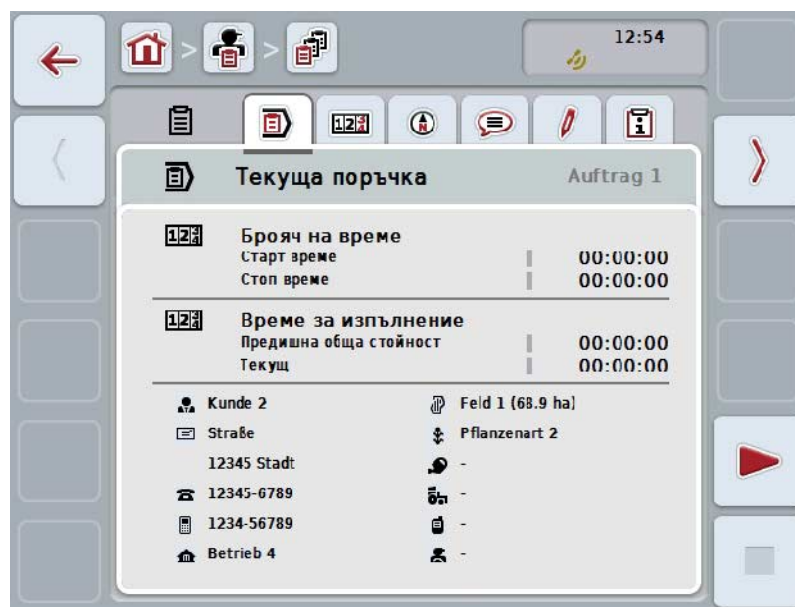 12:54
Текуща поръчка Auftrag 1
Брояч на време
Старт време 00:00:00
Стоп време 00:00:00
Време за изпълнение
Предишна обща стойност 00:00:00
Текущ 00:00:00
Kunde 2 Feld 1 (68.9 ha)
Straße Pflanzenart 2
12345 Stadt -
12345-6789 -
1234-56789 -
Betrieb 4 -